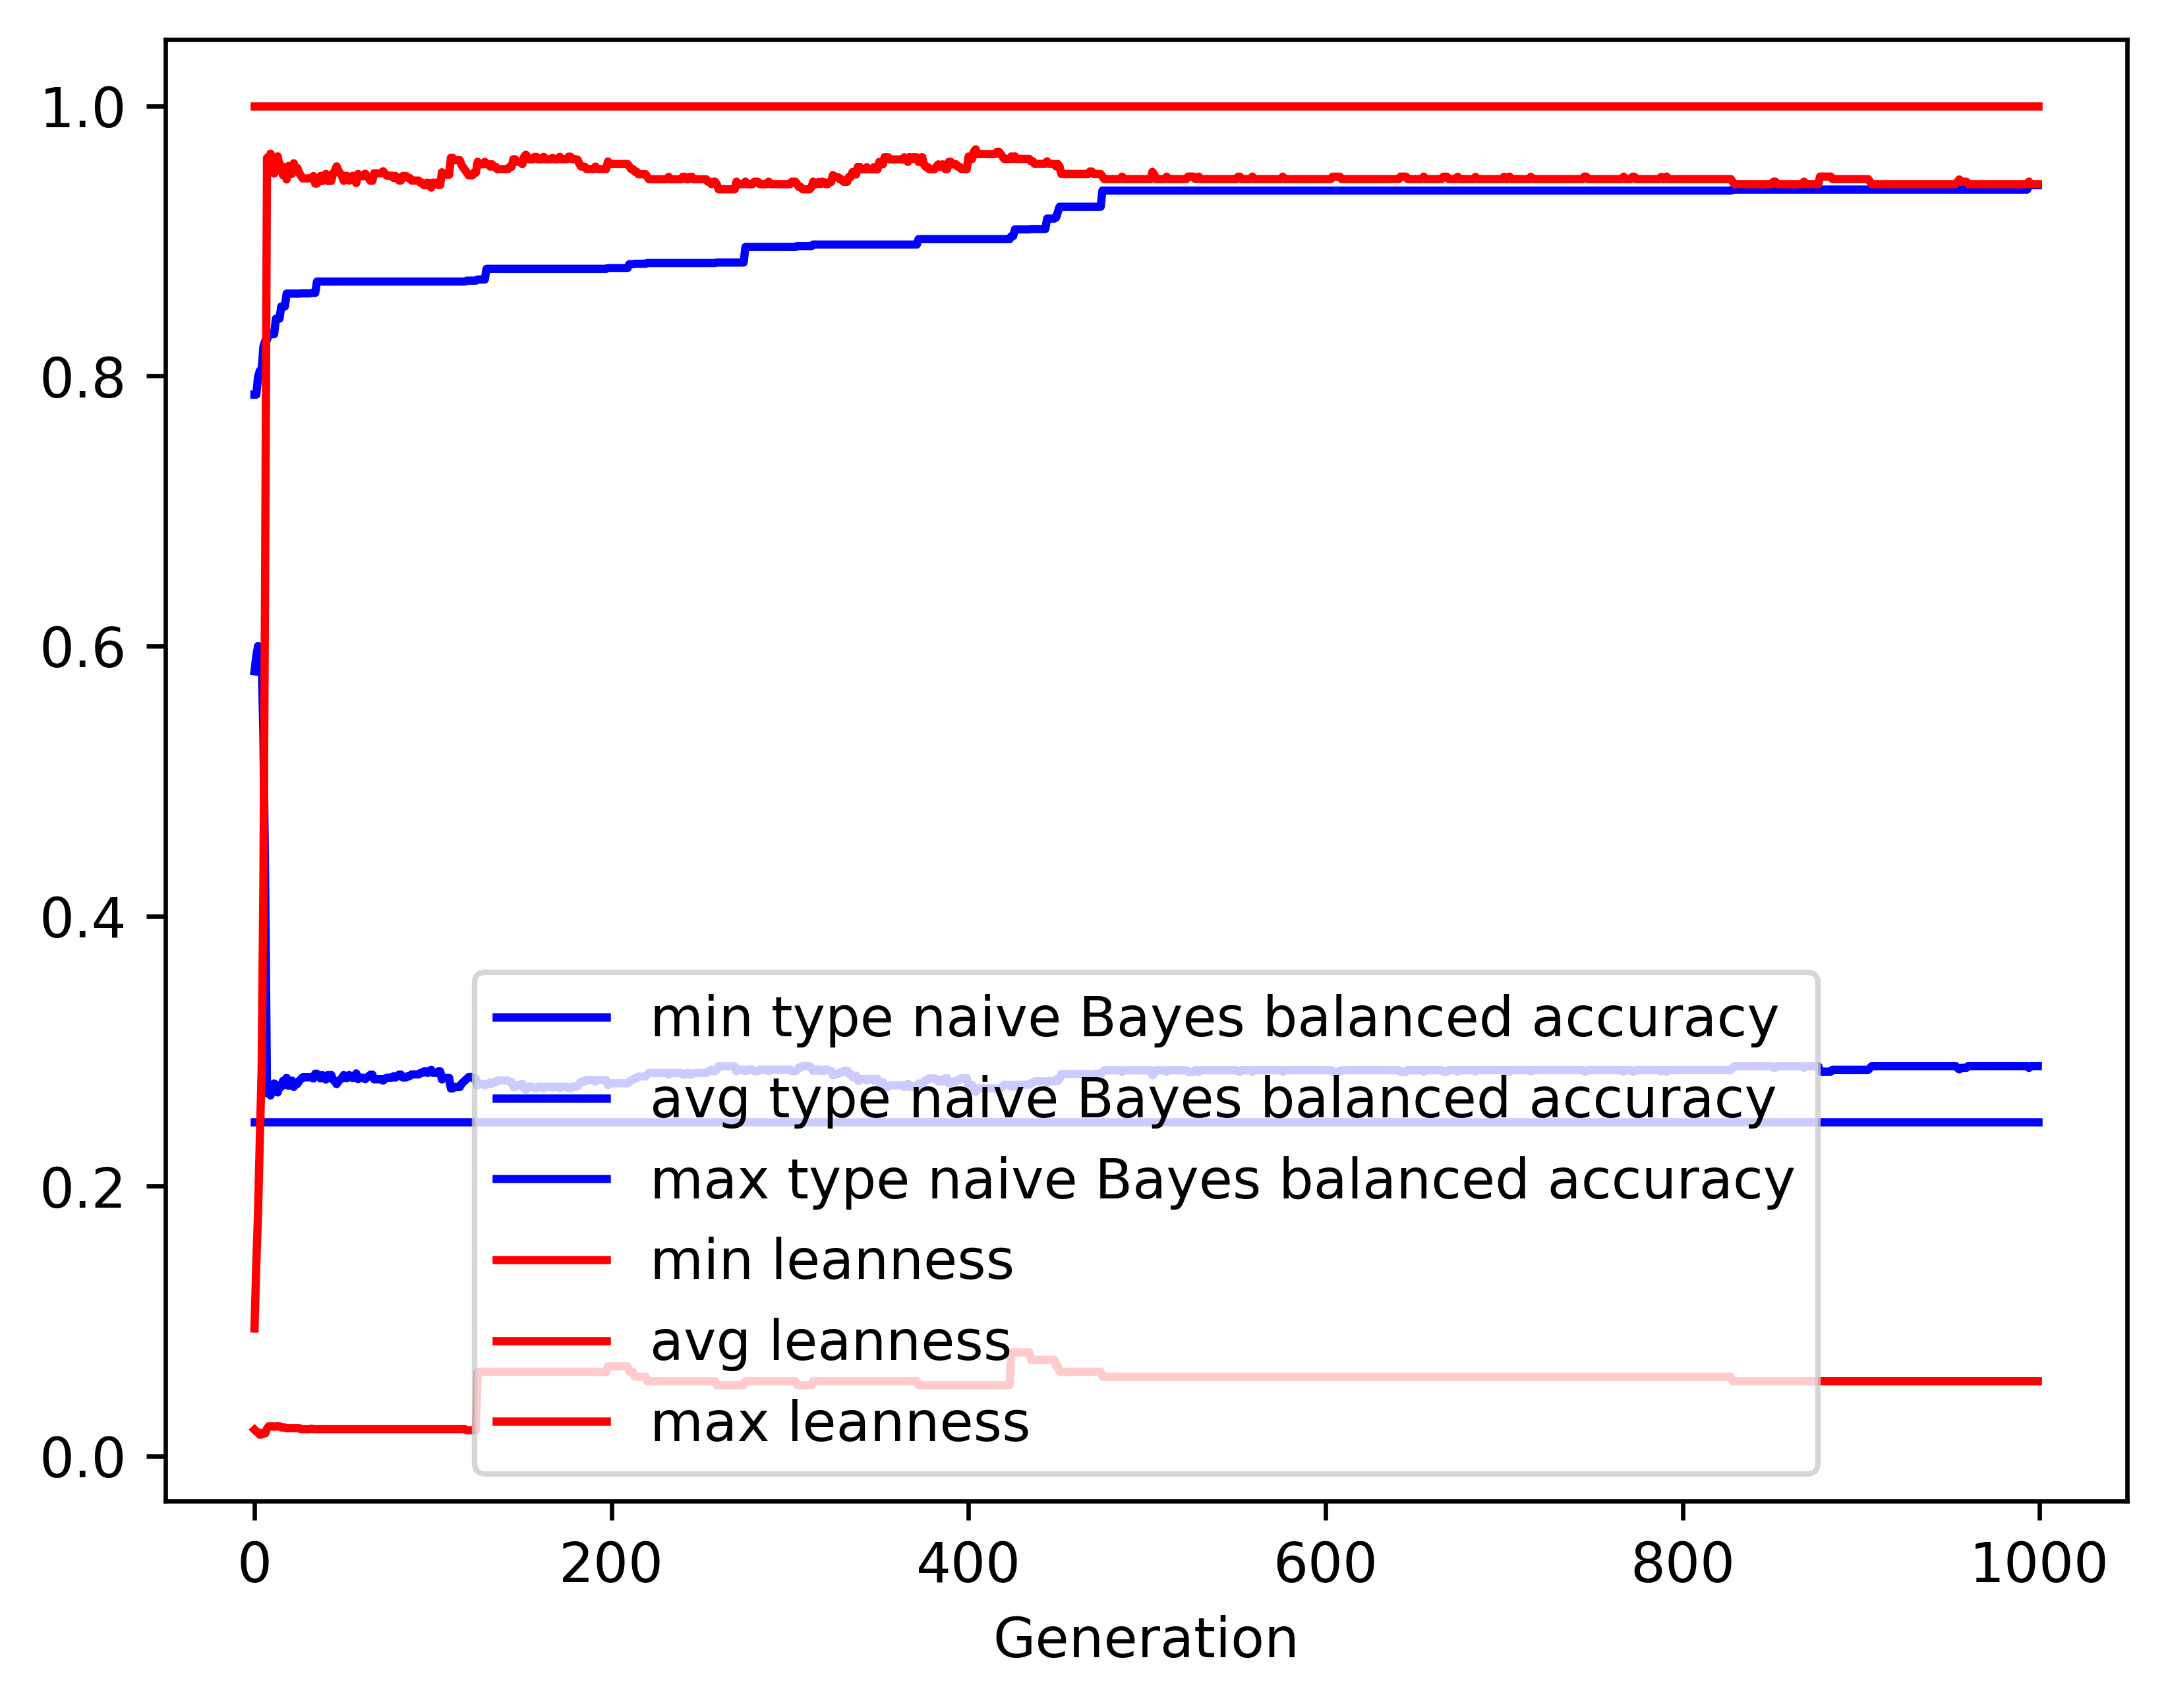 1.0
0.8
0.6
0.4
0.2
0.0
min type naive Bayes balanced accuracy
avg type naive Bayes balanced accuracy
max type naive Bayes balanced accuracy
min leanness
avg leanness
max leanness
0 200 400 600 800 1000
Generation